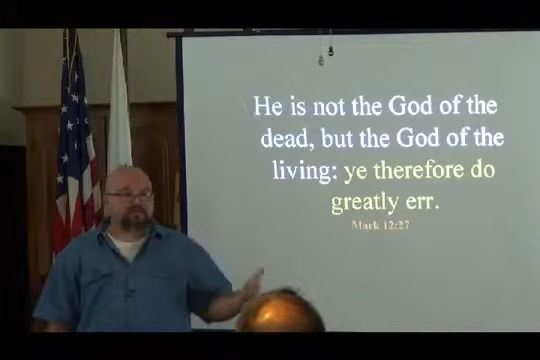 He is not the God of the
dead, but the God of the
living: ye therefore do
greatly err.
Mark 12:27